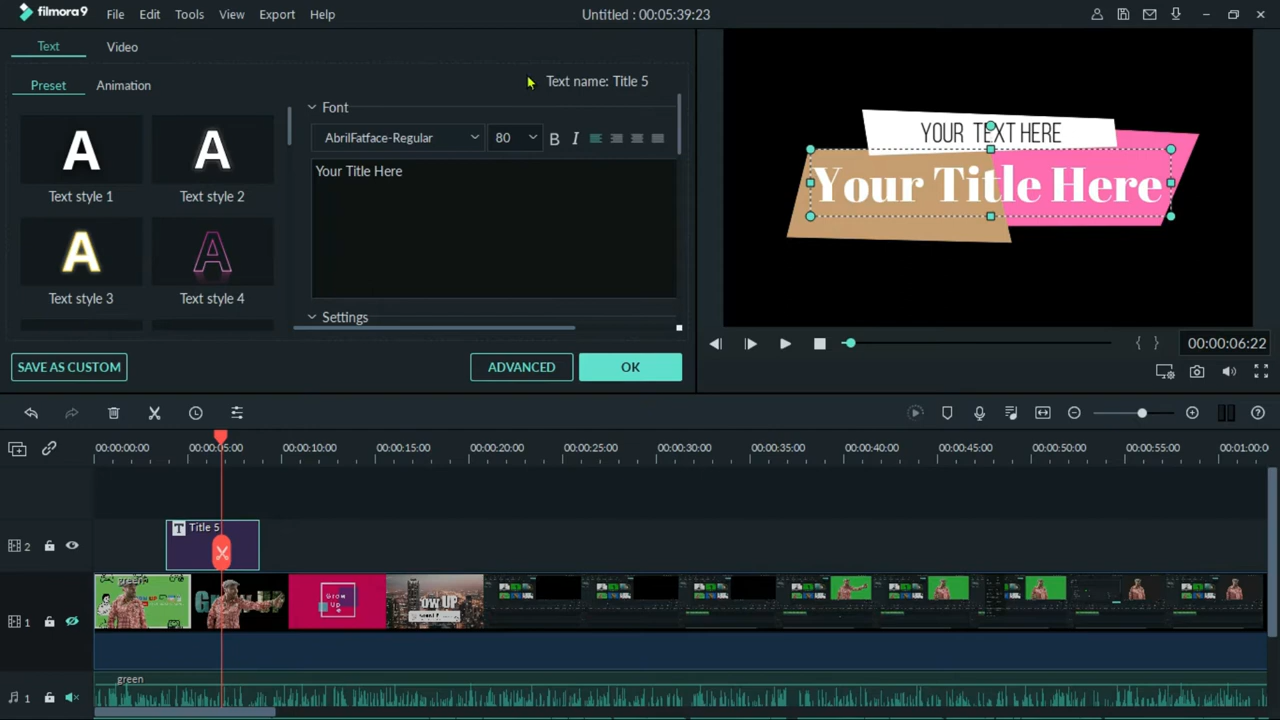 filmora9 File Edit Tools View Export Help Untitled : 00:05:39:23
Text Video
Preset Animation
Text name: Title 5
Font
AbrilFatface-Regular 80 B I
Your Title Here
A
Text style 1
A
Text style 2
A
Text style 3
A
Text style 4
Settings
SAVE AS CUSTOM ADVANCED OK
YOUR TEXT HERE
Your Title Here
00:00:06:22
00:00:00:00 00:00:05:00 00:00:10:00 00:00:15:00 00:00:20:00 00:00:25:00 00:00:30:00 00:00:35:00 00:00:40:00 00:00:45:00 00:00:50:00 00:00:55:00 00:01:00:0
2
T Title 5
1
green
Grow
Up
1
green